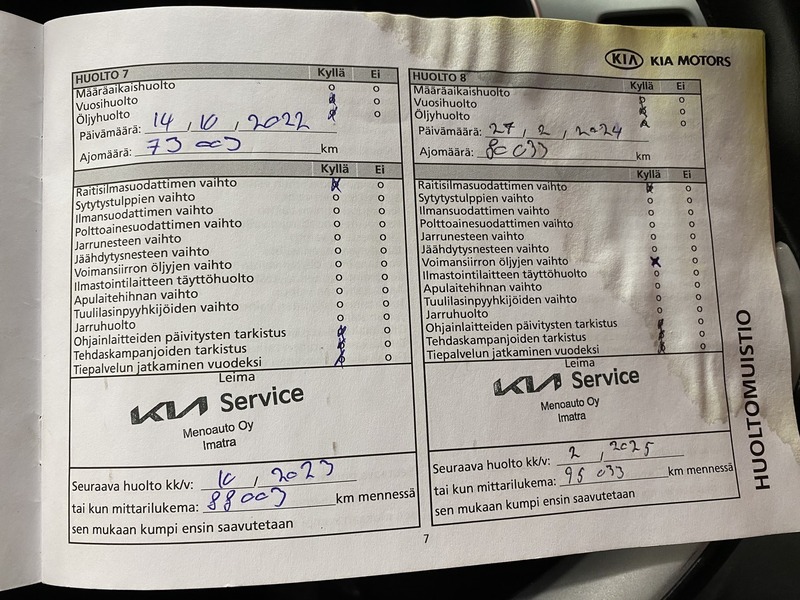 KIA KIA MOTORS
HUOLTO 7 Kyllä Ei
Määräaikaishuolto o o
Vuosihuolto o
Öljyhuolto o
Päivämäärä: 14, 10, 2022
Ajomäärä: 73 003 km
Kyllä Ei
Raitisilmasuodattimen vaihto o
Sytytystulppien vaihto o o
Ilmansuodattimen vaihto o o
Polttoainesuodattimen vaihto o o
Jarrunesteen vaihto o o
Jäähdytysnesteen vaihto o o
Voimansiirron öljyjen vaihto o o
Ilmastointilaitteen täyttöhuolto o o
Apulaitehihnan vaihto o o
Tuulilasinpyyhkijöiden vaihto o o
Jarruhuolto o o
Ohjainlaitteiden päivitysten tarkistus o
Tehdaskampanjoiden tarkistus o
Tiepalvelun jatkaminen vuodeksi o
Leima
KIA Service
Menoauto Oy
Imatra
Seuraava huolto kk/v: 10, 2023
tai kun mittarilukema: 88003 km mennessä
sen mukaan kumpi ensin saavutetaan
HUOLTO 8 Kyllä Ei
Määräaikaishuolto o
Vuosihuolto o
Öljyhuolto o
Päivämäärä: 27, 2, 2024
Ajomäärä: 80 033 km
Kyllä Ei
Raitisilmasuodattimen vaihto o
Sytytystulppien vaihto o o
Ilmansuodattimen vaihto o o
Polttoainesuodattimen vaihto o o
Jarrunesteen vaihto o o
Jäähdytysnesteen vaihto o o
Voimansiirron öljyjen vaihto o
Ilmastointilaitteen täyttöhuolto o o
Apulaitehihnan vaihto o o
Tuulilasinpyyhkijöiden vaihto o o
Jarruhuolto o o
Ohjainlaitteiden päivitysten tarkistus o
Tehdaskampanjoiden tarkistus o
Tiepalvelun jatkaminen vuodeksi o
Leima
KIA Service
Menoauto Oy
Imatra
Seuraava huolto kk/v: 2, 2025
tai kun mittarilukema: 95 033 km mennessä
sen mukaan kumpi ensin saavutetaan
HUOLTOMUISTIO
7